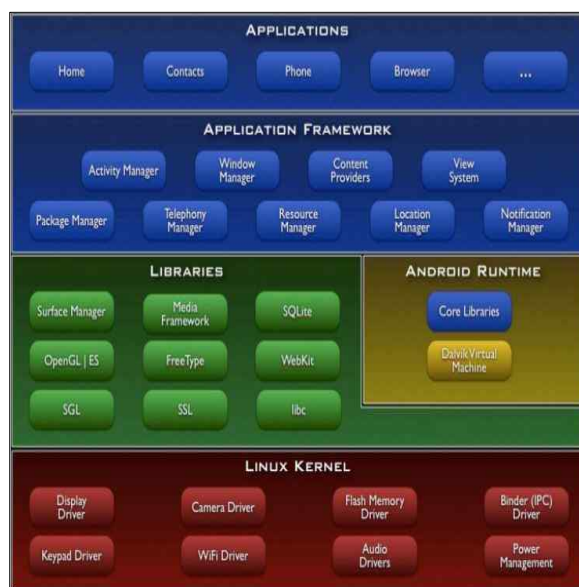 APPLICATIONS
Home
Contacts
Phone
Browser
...
APPLICATION FRAMEWORK
Activity Manager
Window
Manager
Content
Providers
View
System
Package Manager
Telephony
Manager
Resource
Manager
Location
Manager
Notification
Manager
LIBRARIES
Surface Manager
Media
Framework
SQLite
OpenGL | ES
FreeType
WebKit
SGL
SSL
libc
ANDROID RUNTIME
Core Libraries
Dalvik Virtual
Machine
LINUX KERNEL
Display
Driver
Camera Driver
Flash Memory
Driver
Binder (IPC)
Driver
Keypad Driver
WiFi Driver
Audio
Drivers
Power
Management